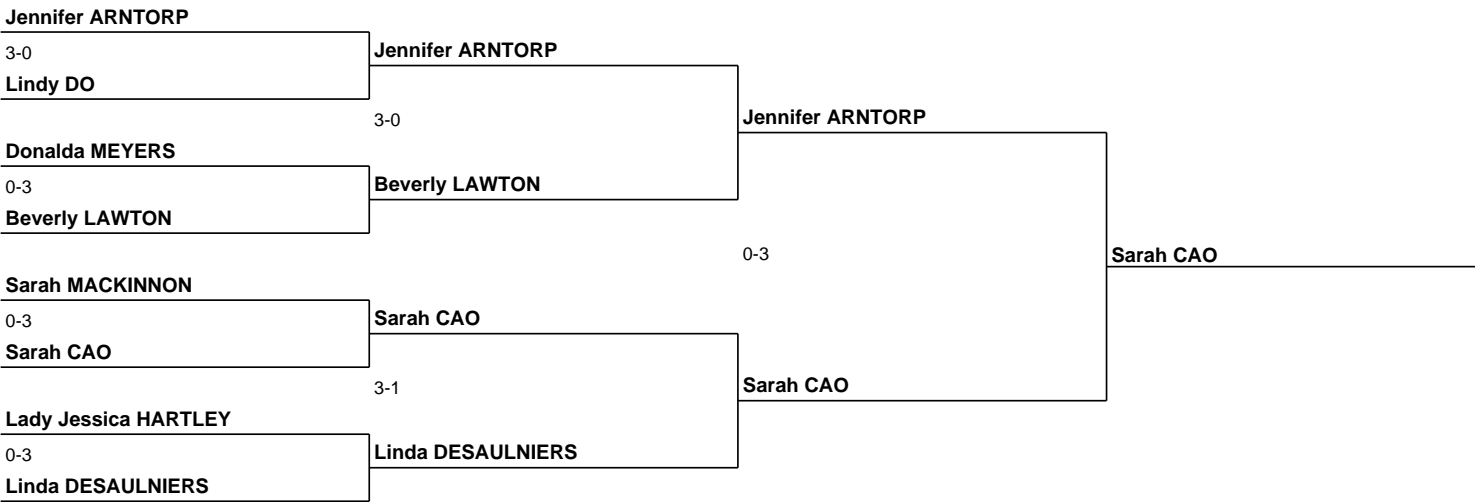 Jennifer ARNTORP
3-0
Lindy DO
Donalda MEYERS
0-3
Beverly LAWTON
Sarah MACKINNON
0-3
Sarah CAO
Lady Jessica HARTLEY
0-3
Linda DESAULNIERS
Jennifer ARNTORP
3-0
Beverly LAWTON
Sarah CAO
3-1
Linda DESAULNIERS
Jennifer ARNTORP
0-3
Sarah CAO
Sarah CAO